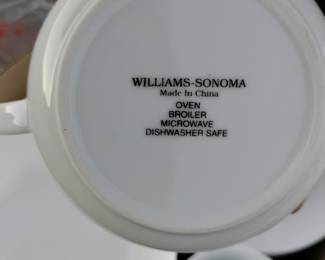 WILLIAMS-SONOMA
Made in China
OVEN
BROILER
MICROWAVE
DISHWASHER SAFE